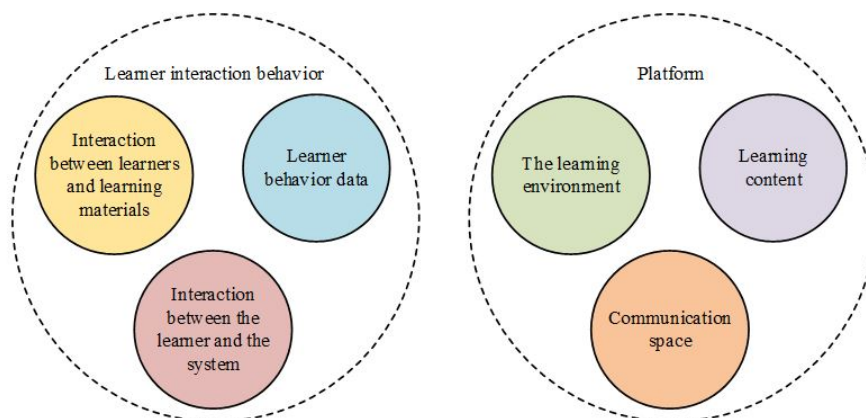 Learner interaction behavior
Interaction
between learners
and learning
materials
Learner
behavior data
Interaction
between the
learner and the
system
Platform
The learning
environment
Learning
content
Communication
space